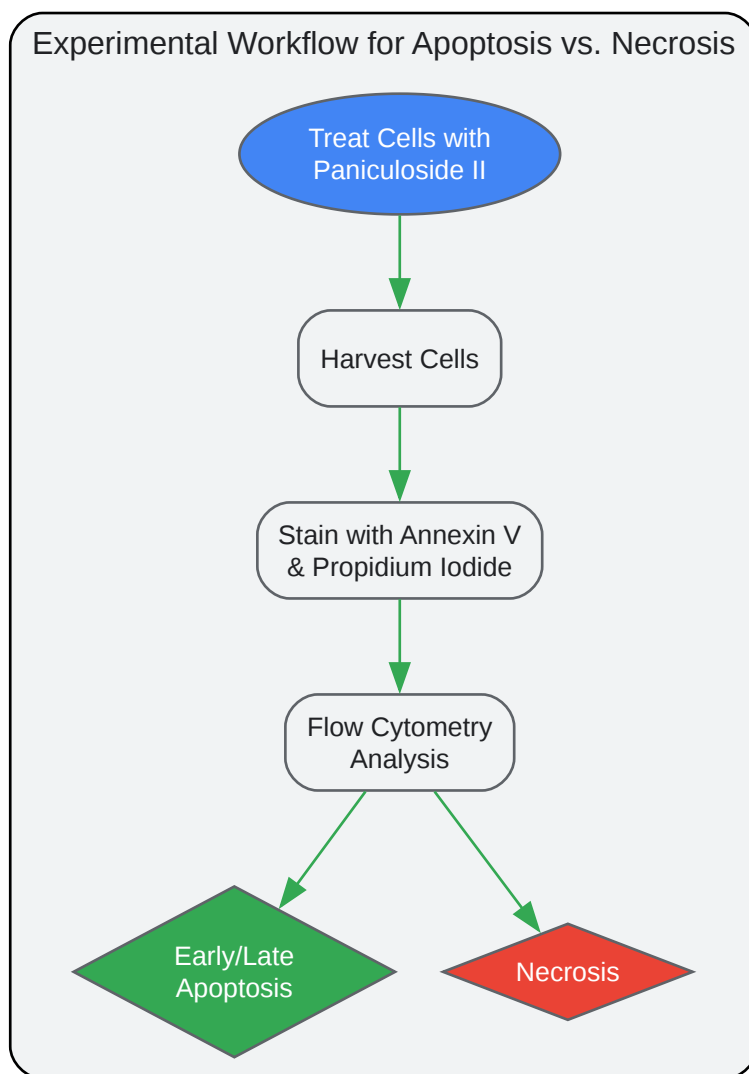 Experimental Workflow for Apoptosis vs. Necrosis
Treat Cells with
Paniculoside II
Harvest Cells
Stain with Annexin V
& Propidium Iodide
Flow Cytometry
Analysis
Early/Late
Apoptosis
Necrosis